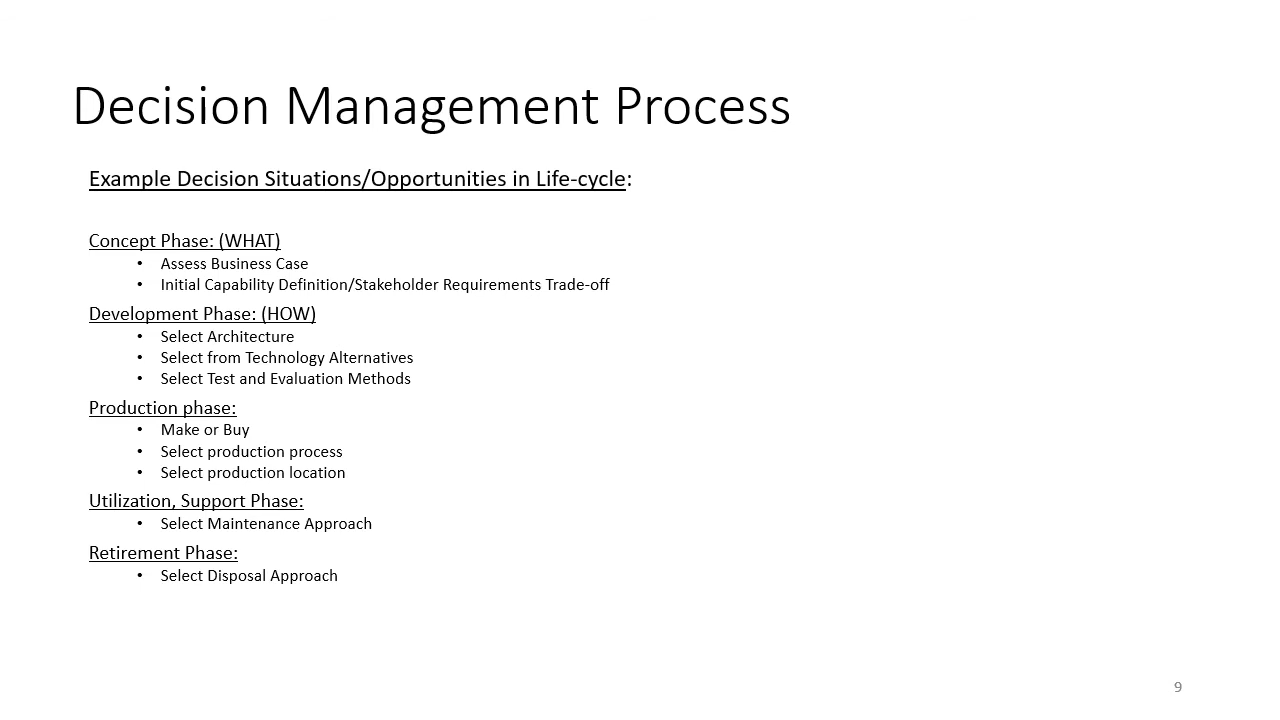 Decision Management Process
Example Decision Situations/Opportunities in Life-cycle:
Concept Phase: (WHAT)
• Assess Business Case
• Initial Capability Definition/Stakeholder Requirements Trade-off
Development Phase: (HOW)
• Select Architecture
• Select from Technology Alternatives
• Select Test and Evaluation Methods
Production phase:
• Make or Buy
• Select production process
• Select production location
Utilization, Support Phase:
• Select Maintenance Approach
Retirement Phase:
• Select Disposal Approach
9